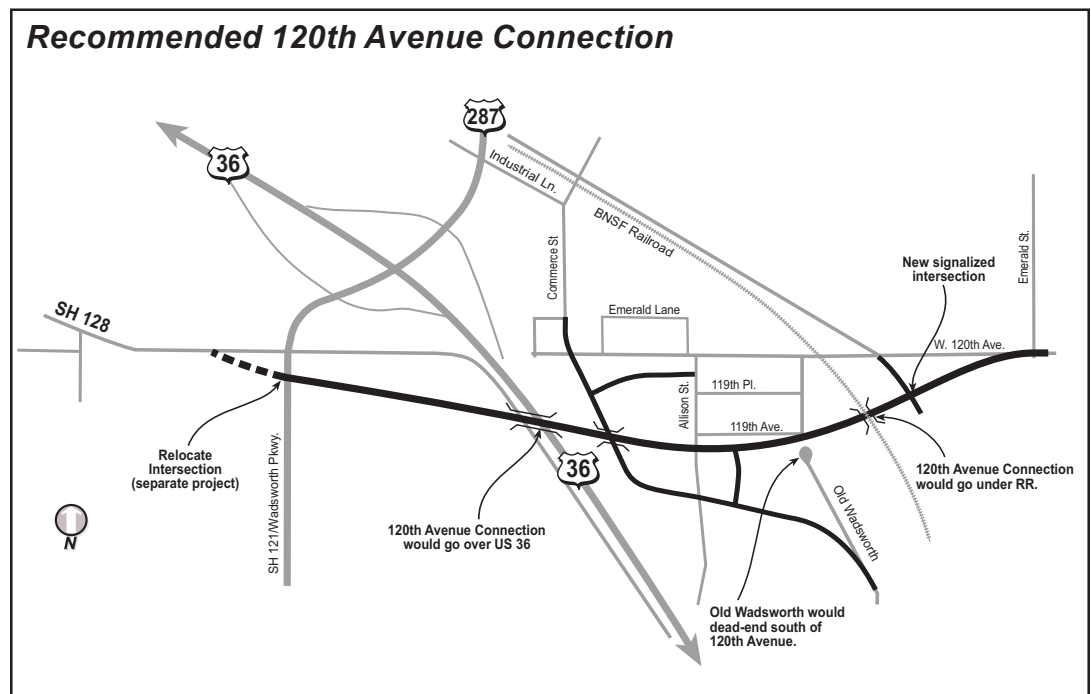 Recommended 120th Avenue Connection
287
36
Industrial Ln.
BNSF Railroad
Commerce St
New signalized
intersection
Emerald St.
SH 128
Emerald Lane
W. 120th Ave.
119th Pl.
Allison St.
119th Ave.
Relocate
Intersection
(separate project)
SH 121/Wadsworth Pkwy.
36
120th Avenue Connection
would go under RR.
N
120th Avenue Connection
would go over US 36
Old Wadsworth
Old Wadsworth would
dead-end south of
120th Avenue.